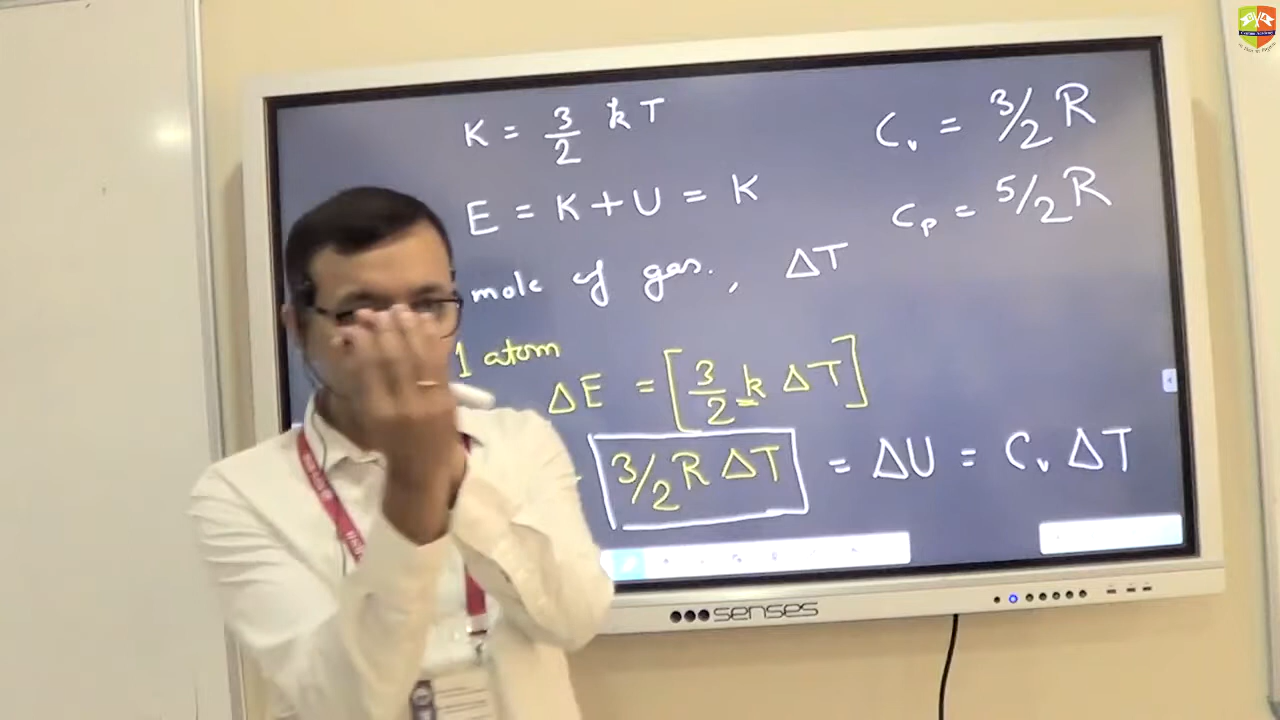 K = 3/2 kT
C_v = 3/2 R
E = K + U = K
C_p = 5/2 R
mole of gas. , ΔT
1 atom
ΔE = [3/2 k ΔT]
3/2 R ΔT = ΔU = C_v ΔT
senses